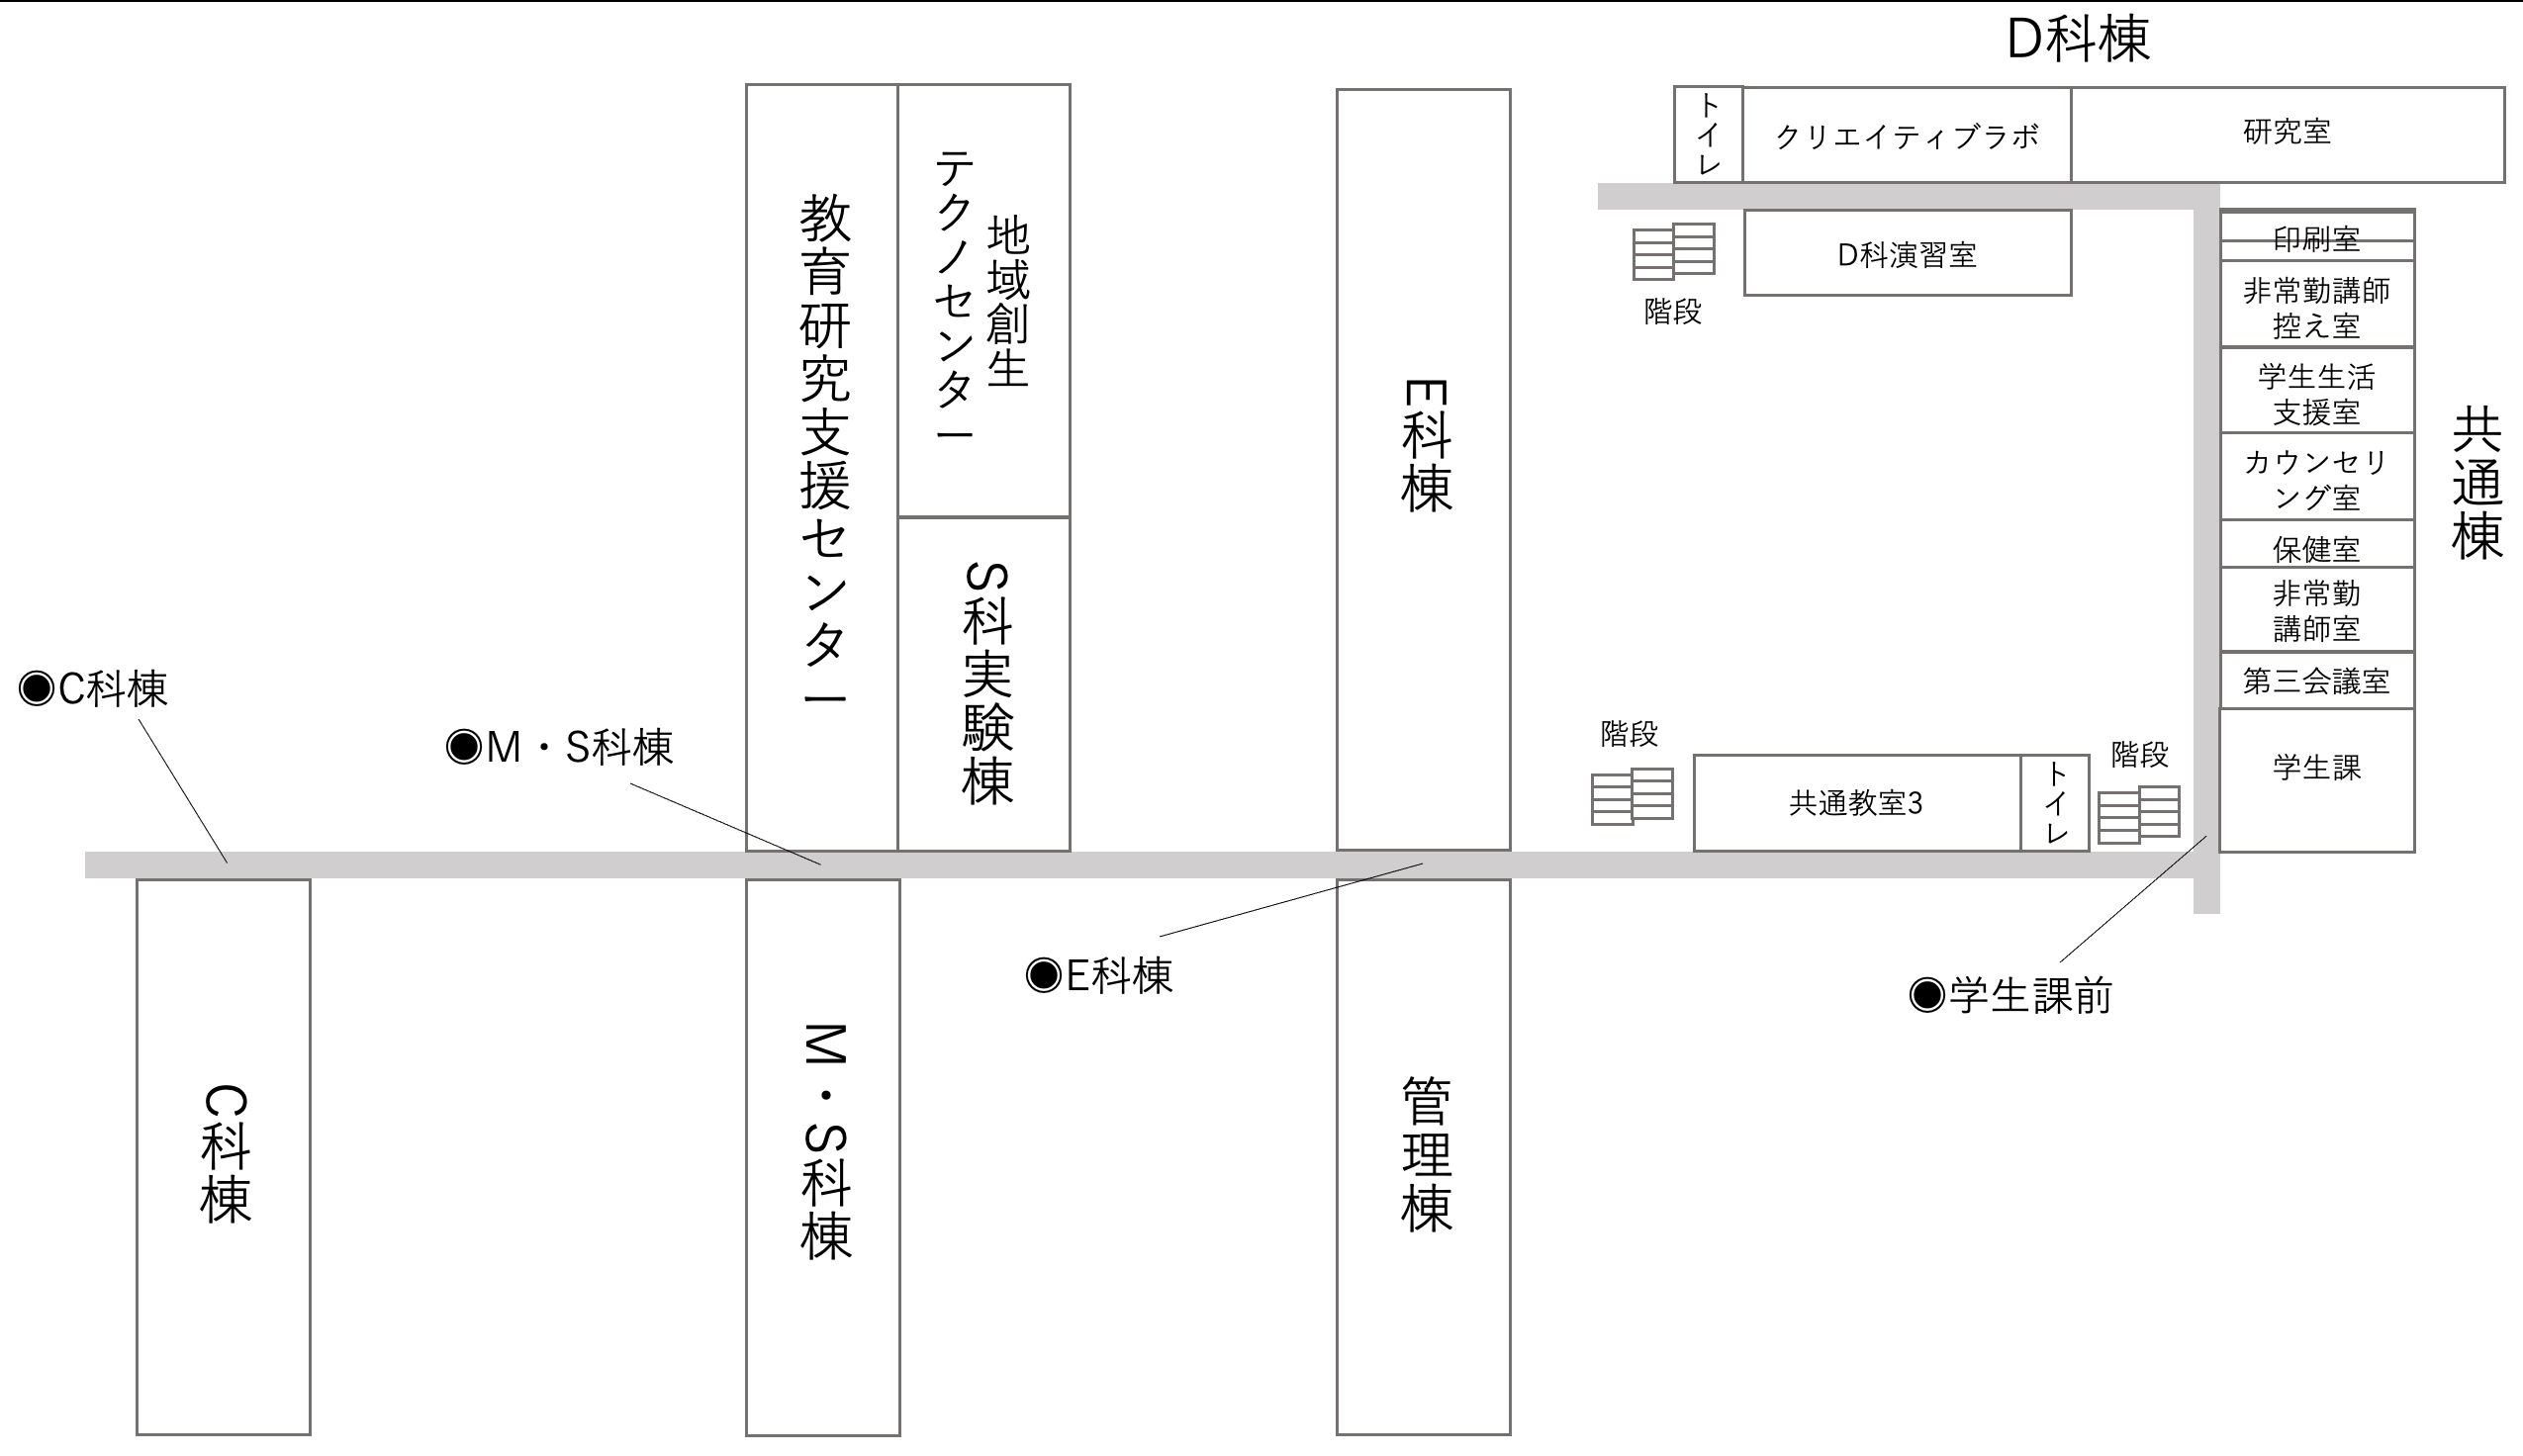 D科棟
トイレ
クリエイティブラボ
研究室
D科演習室
階段
印刷室
非常勤講師
控え室
学生生活
支援室
カウンセリ
ング室
保健室
非常勤
講師室
第三会議室
学生課
共通棟
階段
共通教室3
トイレ
階段
E科棟
地域創生
テクノセンター
教育研究支援センター
S科実験棟
◉C科棟
◉M・S科棟
◉E科棟
◉学生課前
C科棟
M・S科棟
管理棟